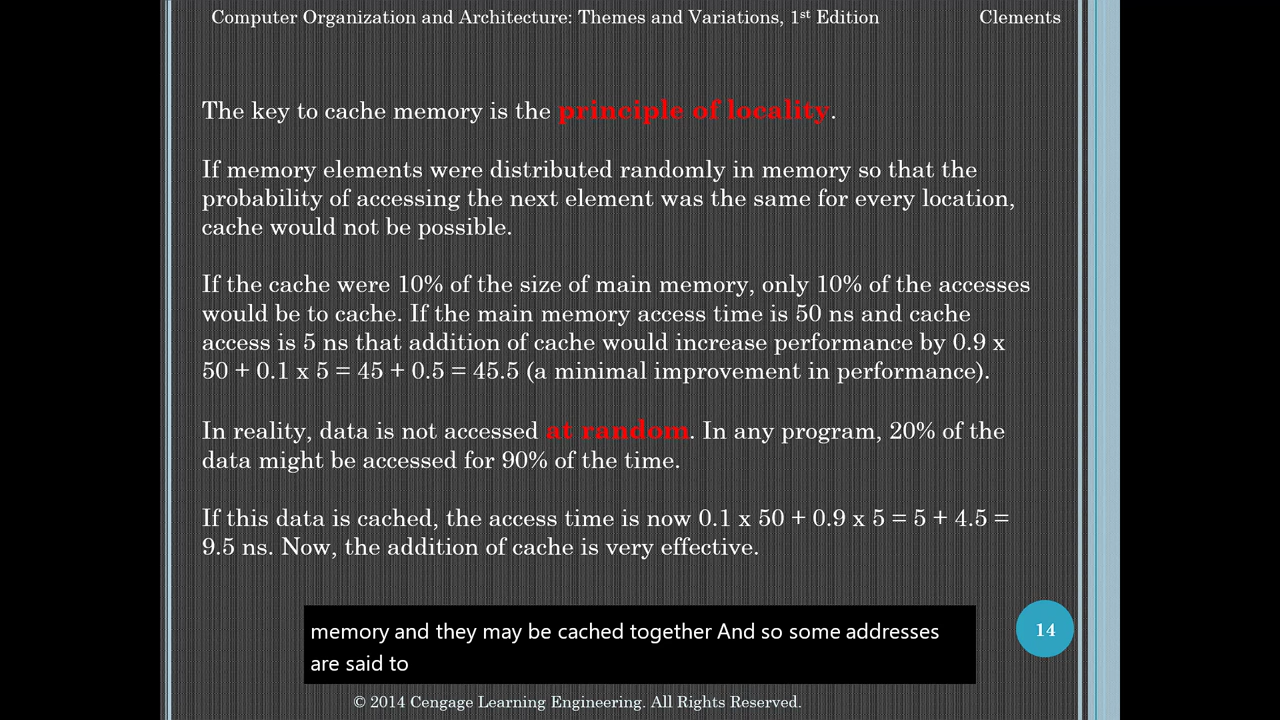 Computer Organization and Architecture: Themes and Variations, 1st Edition Clements
The key to cache memory is the principle of locality.
If memory elements were distributed randomly in memory so that the
probability of accessing the next element was the same for every location,
cache would not be possible.
If the cache were 10% of the size of main memory, only 10% of the accesses
would be to cache. If the main memory access time is 50 ns and cache
access is 5 ns that addition of cache would increase performance by 0.9 x
50 + 0.1 x 5 = 45 + 0.5 = 45.5 (a minimal improvement in performance).
In reality, data is not accessed at random. In any program, 20% of the
data might be accessed for 90% of the time.
If this data is cached, the access time is now 0.1 x 50 + 0.9 x 5 = 5 + 4.5 =
9.5 ns. Now, the addition of cache is very effective.
memory and they may be cached together And so some addresses
are said to
14
© 2014 Cengage Learning Engineering. All Rights Reserved.